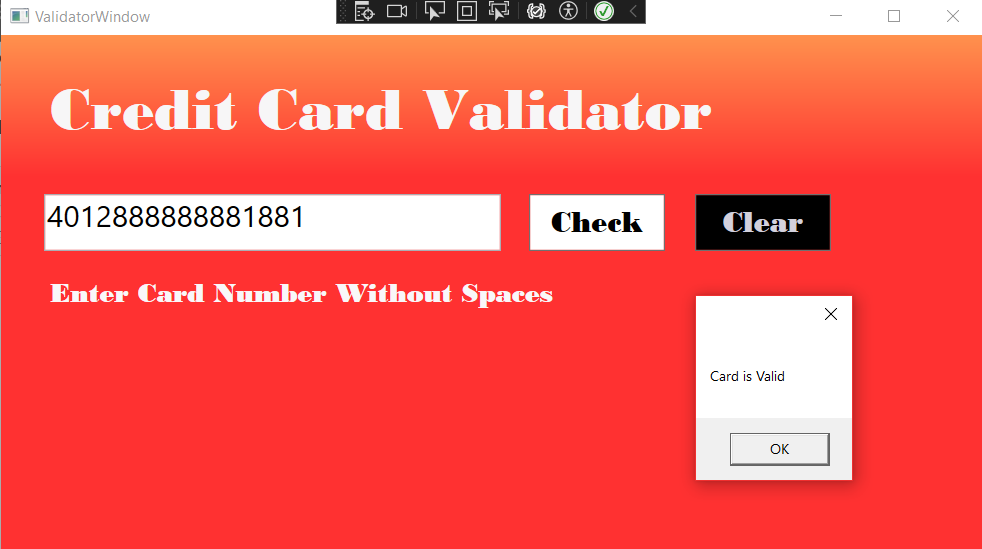 ValidatorWindow
Credit Card Validator
4012888888881881
Check
Clear
Enter Card Number Without Spaces
Card is Valid
OK